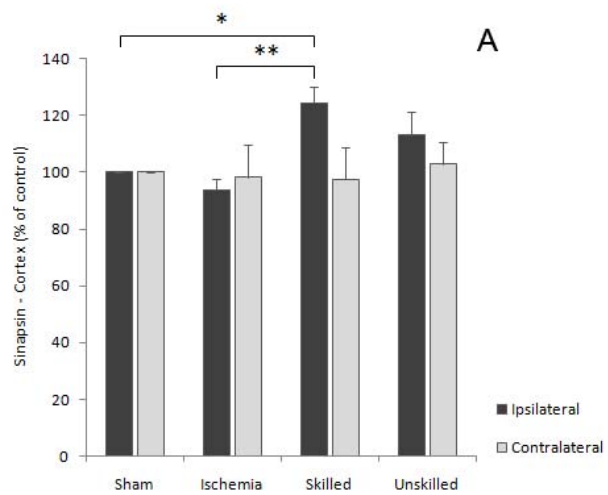 *
A
**
Sinapsin - Cortex (% of control)
140
120
100
80
60
40
20
0
Sham Ischemia Skilled Unskilled
Ipsilateral
Contralateral